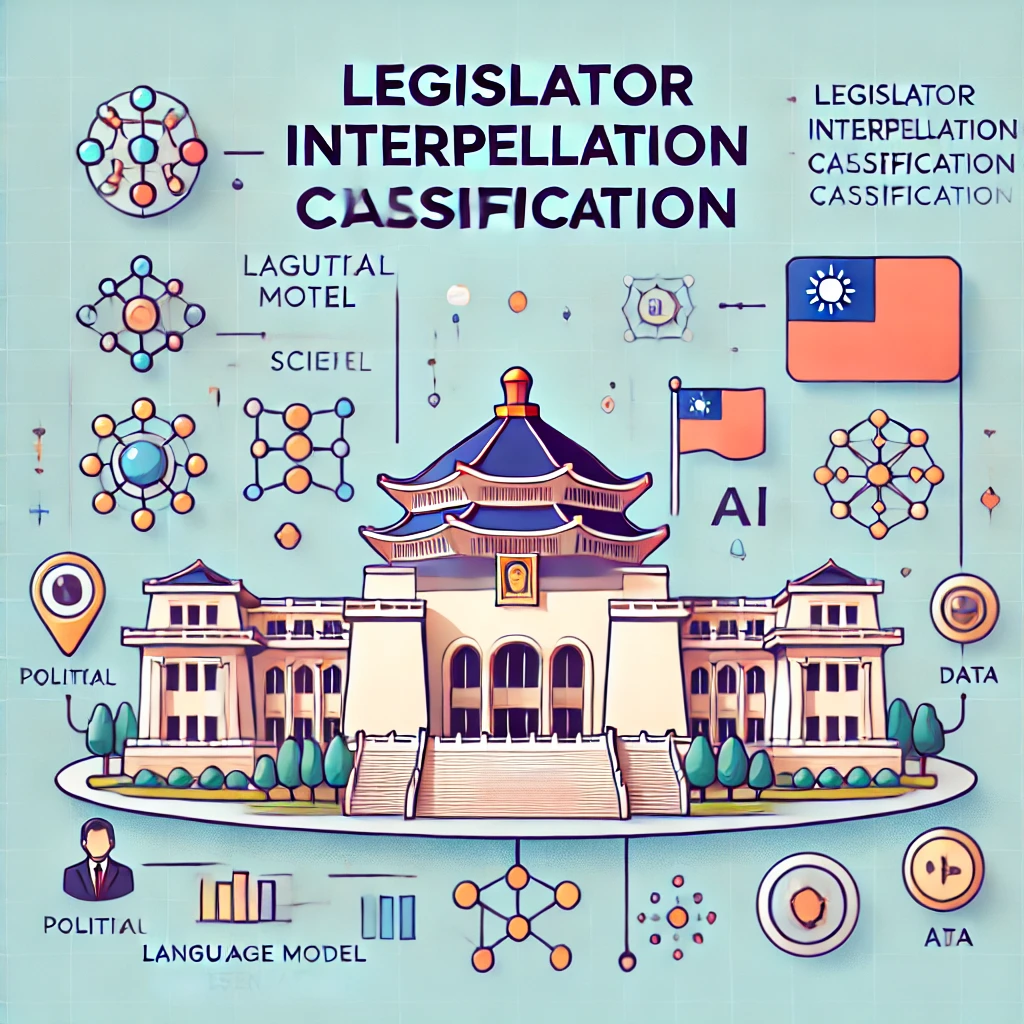 LEGISLATOR
INTERPELLATION
CASSIFICATION
LEGISLATOR
INTERPELLATION
CASSIFICATION
CASSIFICATION
LAGUTIAL
MOTEL
SCIEIEL
AI
POLITIAL
DATA
POLITIAL
LANGUAGE MODEL
ATA